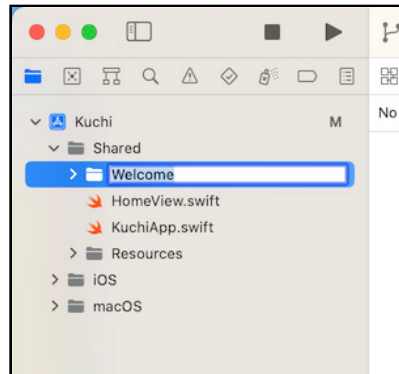 No
Kuchi M
Shared
Welcome
HomeView.swift
KuchiApp.swift
Resources
iOS
macOS